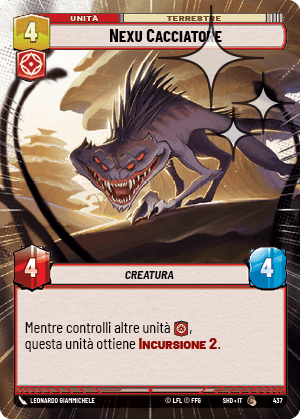 UNITÀ
TERRESTRE
4
NEXU CACCIATORE
4
4
CREATURA
Mentre controlli altre unità ,
questa unità ottiene INCURSIONE 2.
LEONARDO GIAMMICHELE
© LFL © FFG
SHD • IT
437